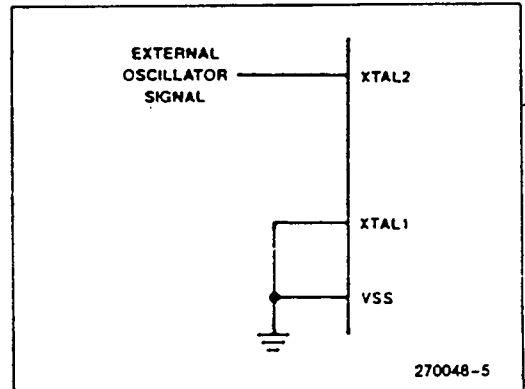 EXTERNAL
OSCILLATOR
SIGNAL
XTAL2
XTAL1
VSS
270048-5